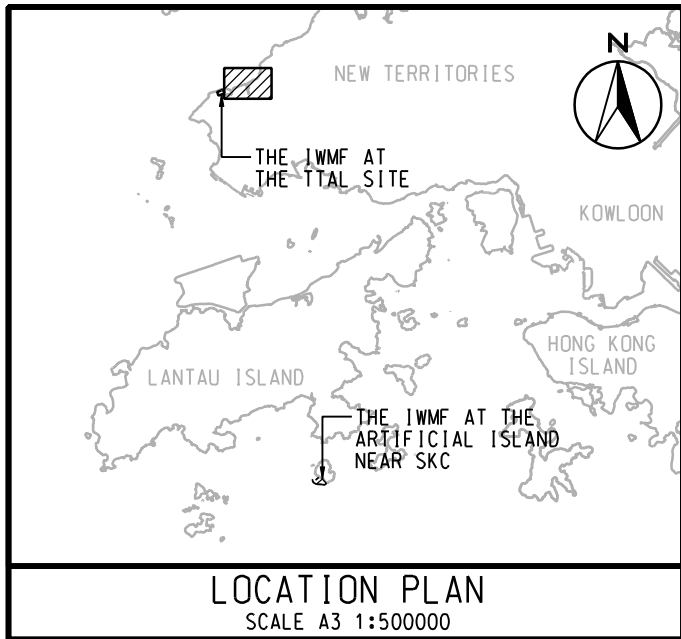 N
NEW TERRITORIES
THE IWMF AT
THE TTAL SITE
KOWLOON
HONG KONG
ISLAND
LANTAU ISLAND
THE IWMF AT THE
ARTIFICIAL ISLAND
NEAR SKC
LOCATION PLAN
SCALE A3 1:500000